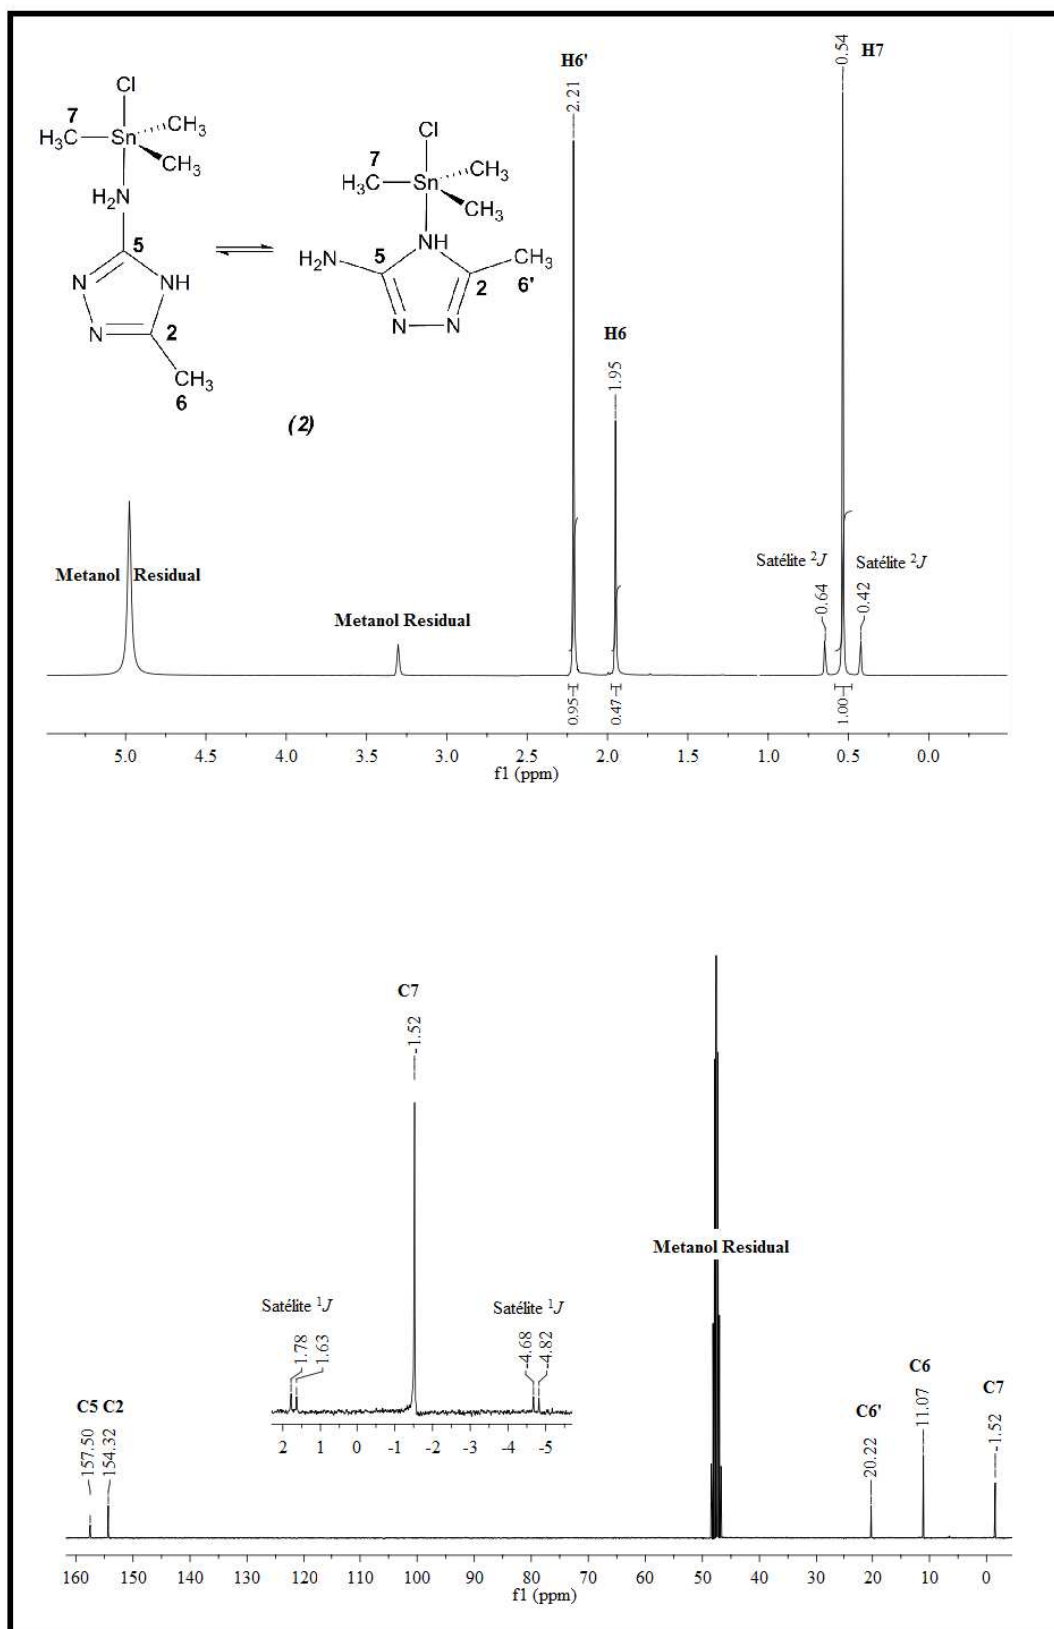 H6'
2.21
0.54
H7
Cl
7
H₃C
Sn
CH₃
CH₃
H₂N
5
N
NH
N
2
CH₃
6
Cl
7
H₃C
Sn
CH₃
CH₃
NH
H₂N
5
2
CH₃
6'
N
N
(2)
H6
1.95
Metanol Residual
Metanol Residual
Satélite ²J
Satélite ²J
0.64
0.42
0.95
0.47
1.00
5.0 4.5 4.0 3.5 3.0 2.5 2.0 1.5 1.0 0.5 0.0
f1 (ppm)
C7
-1.52
Satélite ¹J
Satélite ¹J
1.78
1.63
-4.68
-4.82
2 1 0 -1 -2 -3 -4 -5
Metanol Residual
C5 C2
157.50
154.32
C6'
20.22
C6
11.07
C7
-1.52
160 150 140 130 120 110 100 90 80 70 60 50 40 30 20 10 0
f1 (ppm)